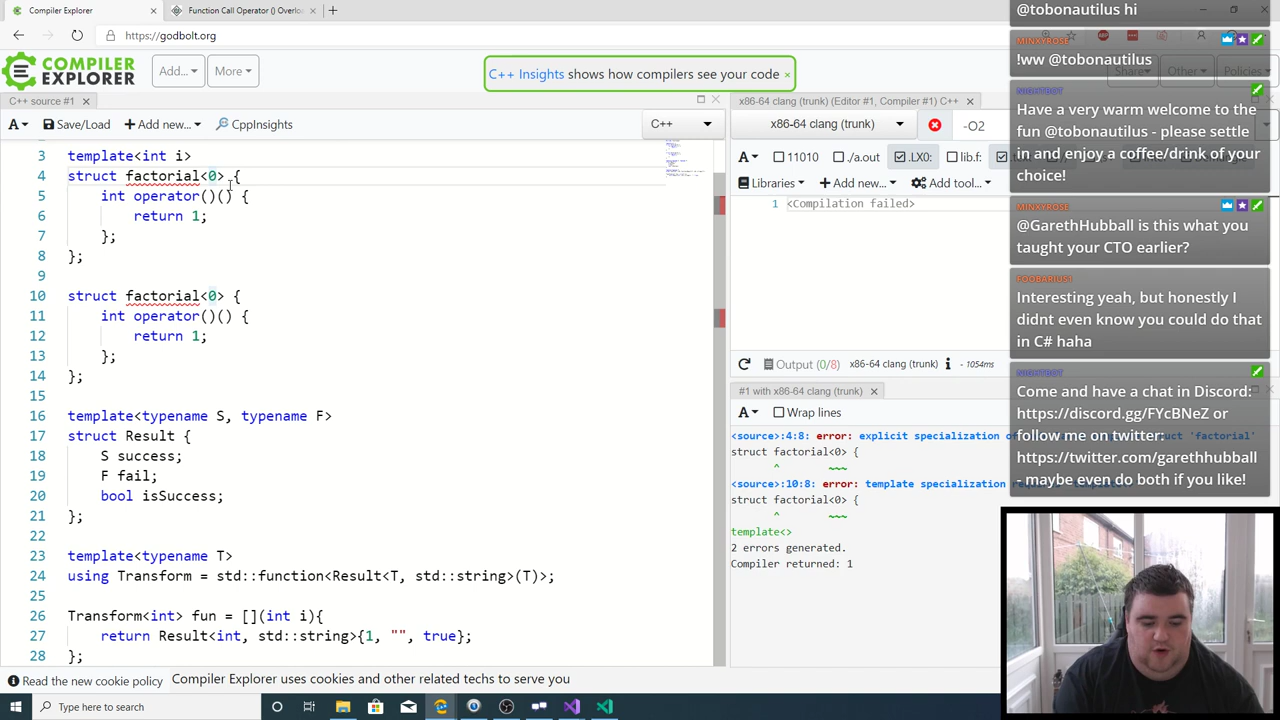 Compiler Explorer
Function Call Operator () Overlo
https://godbolt.org
COMPILER
EXPLORER
Add...
More
C++ Insights shows how compilers see your code ×
Share
Other
Policies
C++ source #1
A
Save/Load
+ Add new...
CppInsights
C++
3 template<int i>
4 struct factorial<0> {
5 int operator()() {
6 return 1;
7 };
8 };
9
10 struct factorial<0> {
11 int operator()() {
12 return 1;
13 };
14 };
15
16 template<typename S, typename F>
17 struct Result {
18 S success;
19 F fail;
20 bool isSuccess;
21 };
22
23 template<typename T>
24 using Transform = std::function<Result<T, std::string>(T)>;
25
26 Transform<int> fun = [](int i){
27 return Result<int, std::string>{1, "", true};
28 };
x86-64 clang (trunk) (Editor #1, Compiler #1) C++
x86-64 clang (trunk)
-O2
A
11010
./a.out
.LX0:
lib.f:
Libraries
+ Add new...
Add tool...
1 <Compilation failed>
Output (0/8)
x86-64 clang (trunk)
- 1054ms
#1 with x86-64 clang (trunk)
A
Wrap lines
<source>:4:8: error: explicit specialization of
'factorial'
struct factorial<0> {
^ ~~~
<source>:10:8: error: template specialization
struct factorial<0> {
^ ~~~
template<>
2 errors generated.
Compiler returned: 1
@tobonautilus hi
MINXYROSE
!ww @tobonautilus
NIGHTBOT
Have a very warm welcome to the
fun @tobonautilus - please settle
in and enjoy a coffee/drink of your
choice!
MINXYROSE
@GarethHubball is this what you
taught your CTO earlier?
FOOBARIUS1
Interesting yeah, but honestly I
didnt even know you could do that
in C# haha
NIGHTBOT
Come and have a chat in Discord:
https://discord.gg/FYcBNeZ or
follow me on twitter:
https://twitter.com/garethhubball
- maybe even do both if you like!
Read the new cookie policy
Compiler Explorer uses cookies and other related techs to serve you
Type here to search